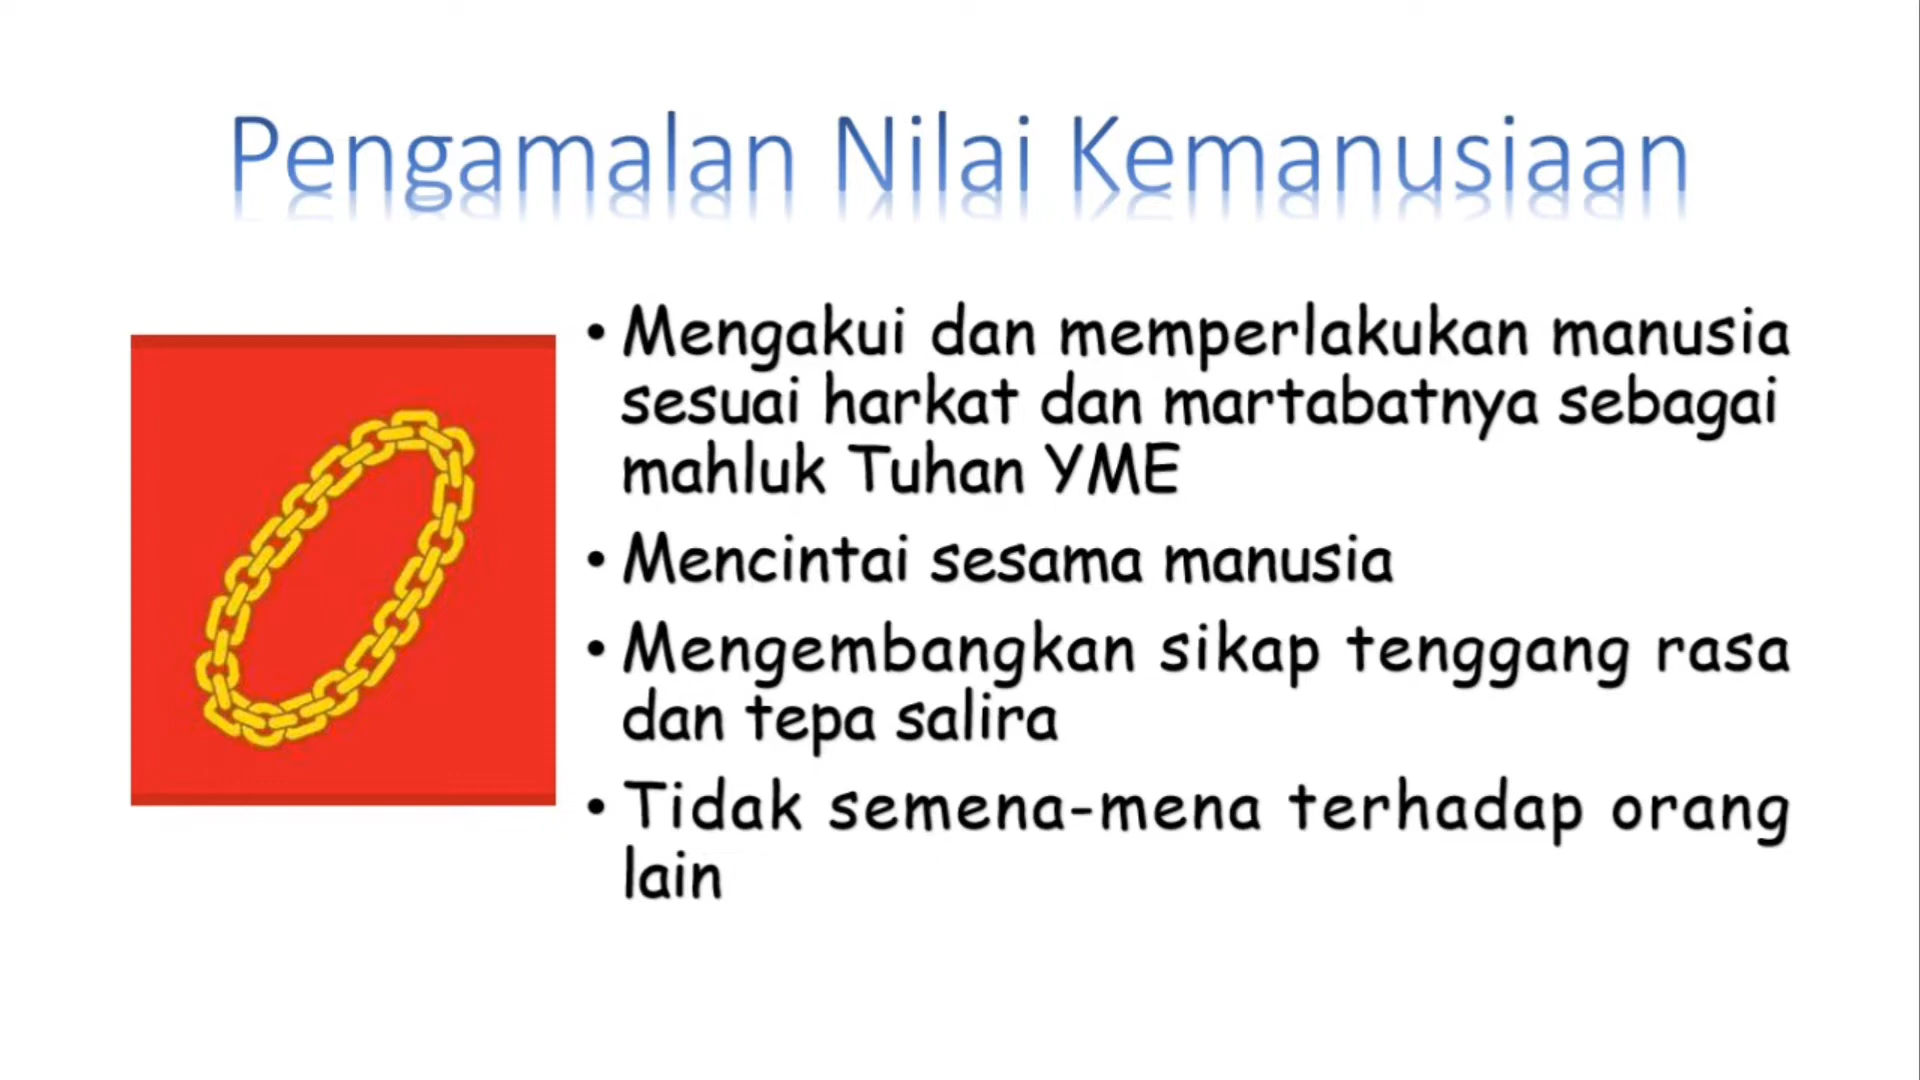 Pengamalan Nilai Kemanusiaan
• Mengakui dan memperlakukan manusia
sesuai harkat dan martabatnya sebagai
mahluk Tuhan YME
• Mencintai sesama manusia
• Mengembangkan sikap tenggang rasa
dan tepa salira
• Tidak semena-mena terhadap orang
lain